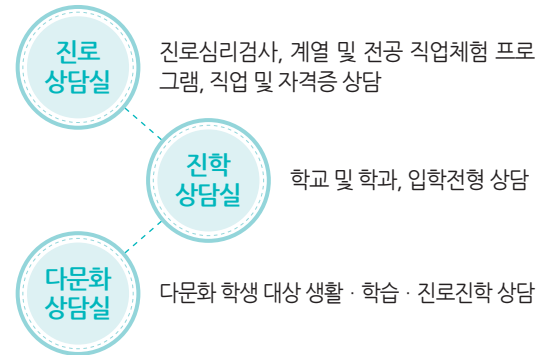 진로
상담실
진로심리검사, 계열 및 전공 직업체험 프로
그램, 직업 및 자격증 상담
진학
상담실
학교 및 학과, 입학전형 상담
다문화
상담실
다문화 학생 대상 생활 · 학습 · 진로진학 상담